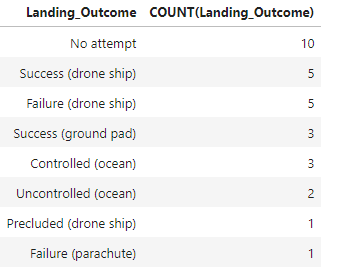 Landing_Outcome COUNT(Landing_Outcome)
No attempt 10
Success (drone ship) 5
Failure (drone ship) 5
Success (ground pad) 3
Controlled (ocean) 3
Uncontrolled (ocean) 2
Precluded (drone ship) 1
Failure (parachute) 1